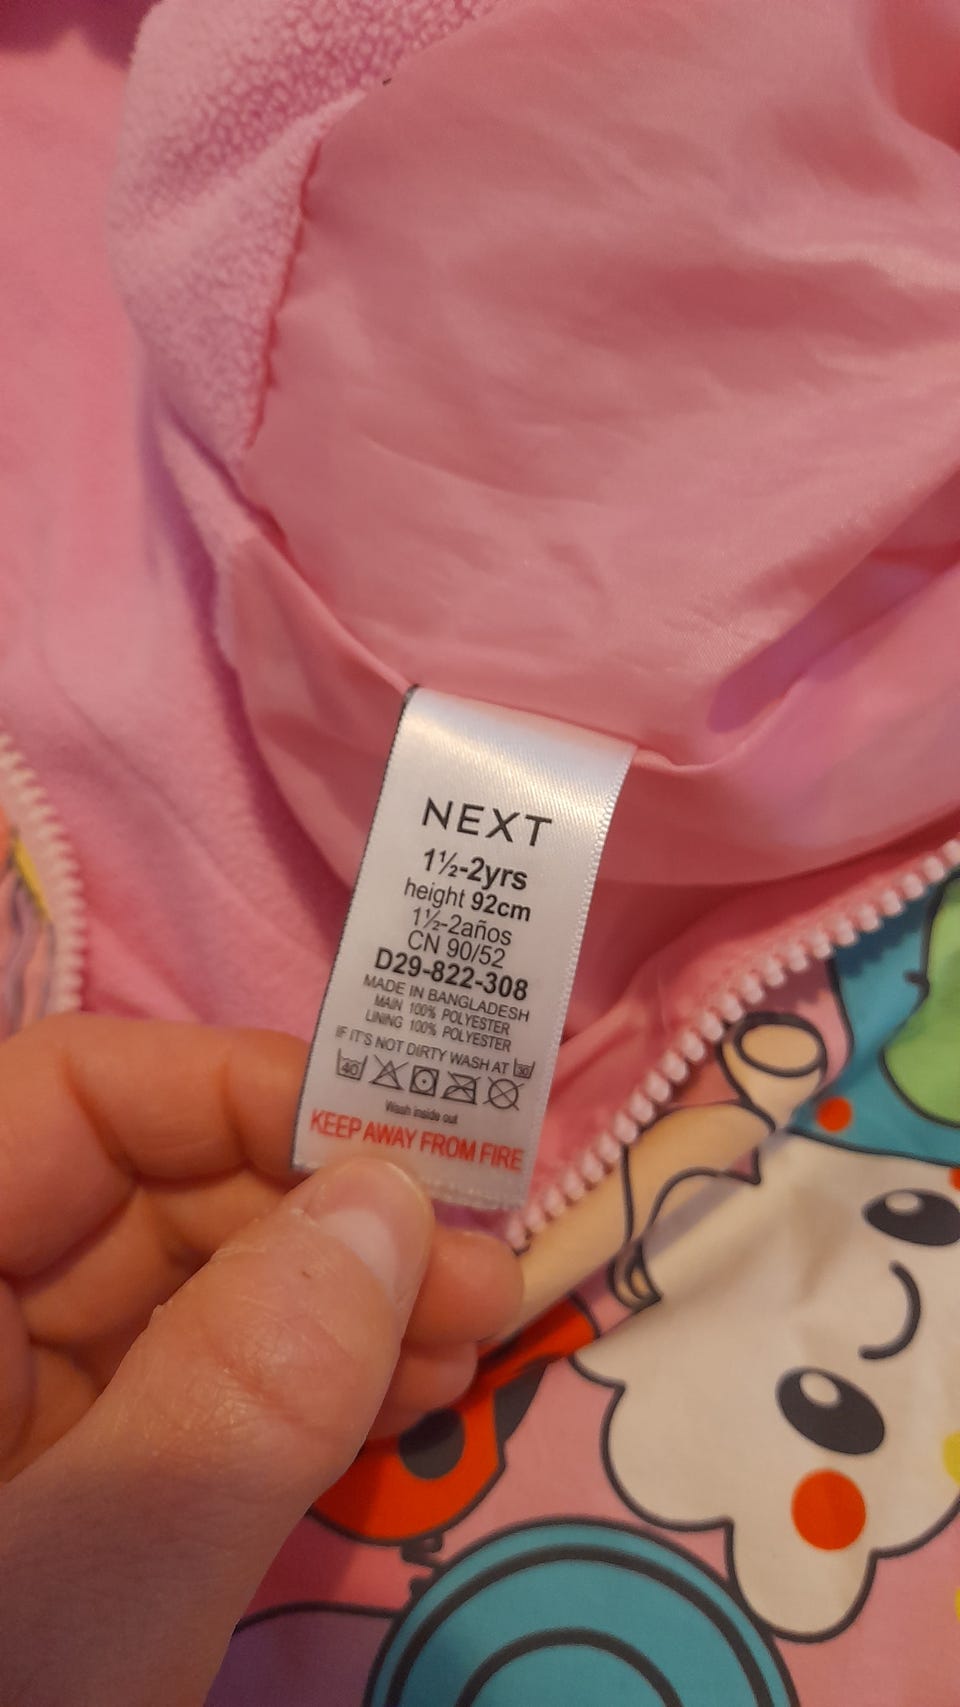 NEXT
1½-2yrs
height 92cm
1½-2años
CN 90/52
D29-822-308
MADE IN BANGLADESH
MAIN 100% POLYESTER
LINING 100% POLYESTER
IF IT'S NOT DIRTY WASH AT 30
40
Wash inside out
KEEP AWAY FROM FIRE